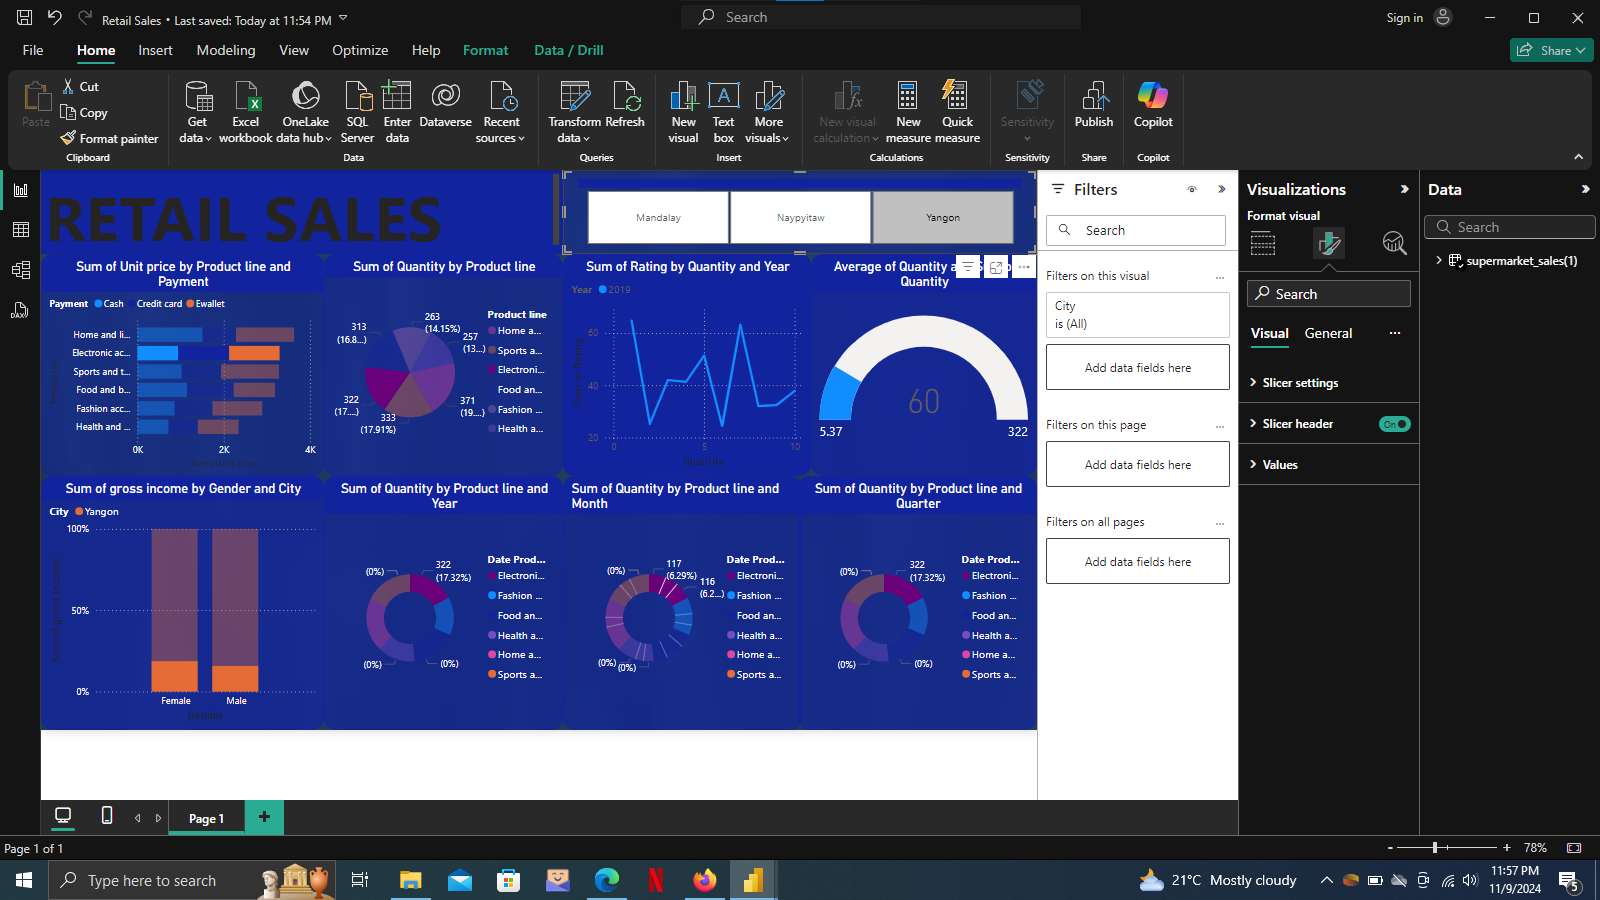 Retail Sales • Last saved: Today at 11:54 PM
Search
Sign in
File
Home
Insert
Modeling
View
Optimize
Help
Format
Data / Drill
Share
Paste
Cut
Copy
Format painter
Clipboard
Get data
Excel workbook
OneLake data hub
SQL Server
Enter data
Dataverse
Recent sources
Data
Transform data
Refresh
Queries
New visual
Text box
More visuals
Insert
New visual calculation
New measure
Quick measure
Calculations
Sensitivity
Sensitivity
Publish
Share
Copilot
Copilot
RETAIL SALES
Mandalay
Naypyitaw
Yangon
Sum of Unit price by Product line and
Payment
Payment
Cash
Credit card
Ewallet
Home and li...
Electronic ac...
Sports and t...
Food and b...
Fashion acc...
Health and ...
0K
2K
4K
Sum of Quantity by Product line
263
(14.15%)
257
(13...)
371
(19....)
333
(17.91%)
322
(17....)
313
(16.8...)
Product line
Home a...
Sports a...
Electroni...
Food an...
Fashion ...
Health a...
Sum of Rating by Quantity and Year
Year
2019
Sum of Rating
60
40
20
0
5
10
Quantity
Average of Quantity a
Quantity
60
5.37
322
Sum of gross income by Gender and City
City
Yangon
Sum of gross income
100%
50%
0%
Female
Male
Gender
Sum of Quantity by Product line and
Year
322
(17.32%)
(0%)
(0%)
(0%)
Date Prod...
Electroni...
Fashion ...
Food an...
Health a...
Home a...
Sports a...
Sum of Quantity by Product line and
Month
117
(6.29%)
116
(6.2...)
(0%)
(0%)
(0%)
Date Prod...
Electroni...
Fashion ...
Food an...
Health a...
Home a...
Sports a...
Sum of Quantity by Product line and
Quarter
322
(17.32%)
(0%)
(0%)
(0%)
Date Prod...
Electroni...
Fashion ...
Food an...
Health a...
Home a...
Sports a...
Filters
Search
Filters on this visual
City
is (All)
Add data fields here
Filters on this page
Add data fields here
Filters on all pages
Add data fields here
Visualizations
Format visual
Search
Visual
General
Slicer settings
Slicer header
On
Values
Data
Search
supermarket_sales(1)
Page 1
Page 1 of 1
- + 78%
Type here to search
21°C Mostly cloudy
11:57 PM
11/9/2024
5